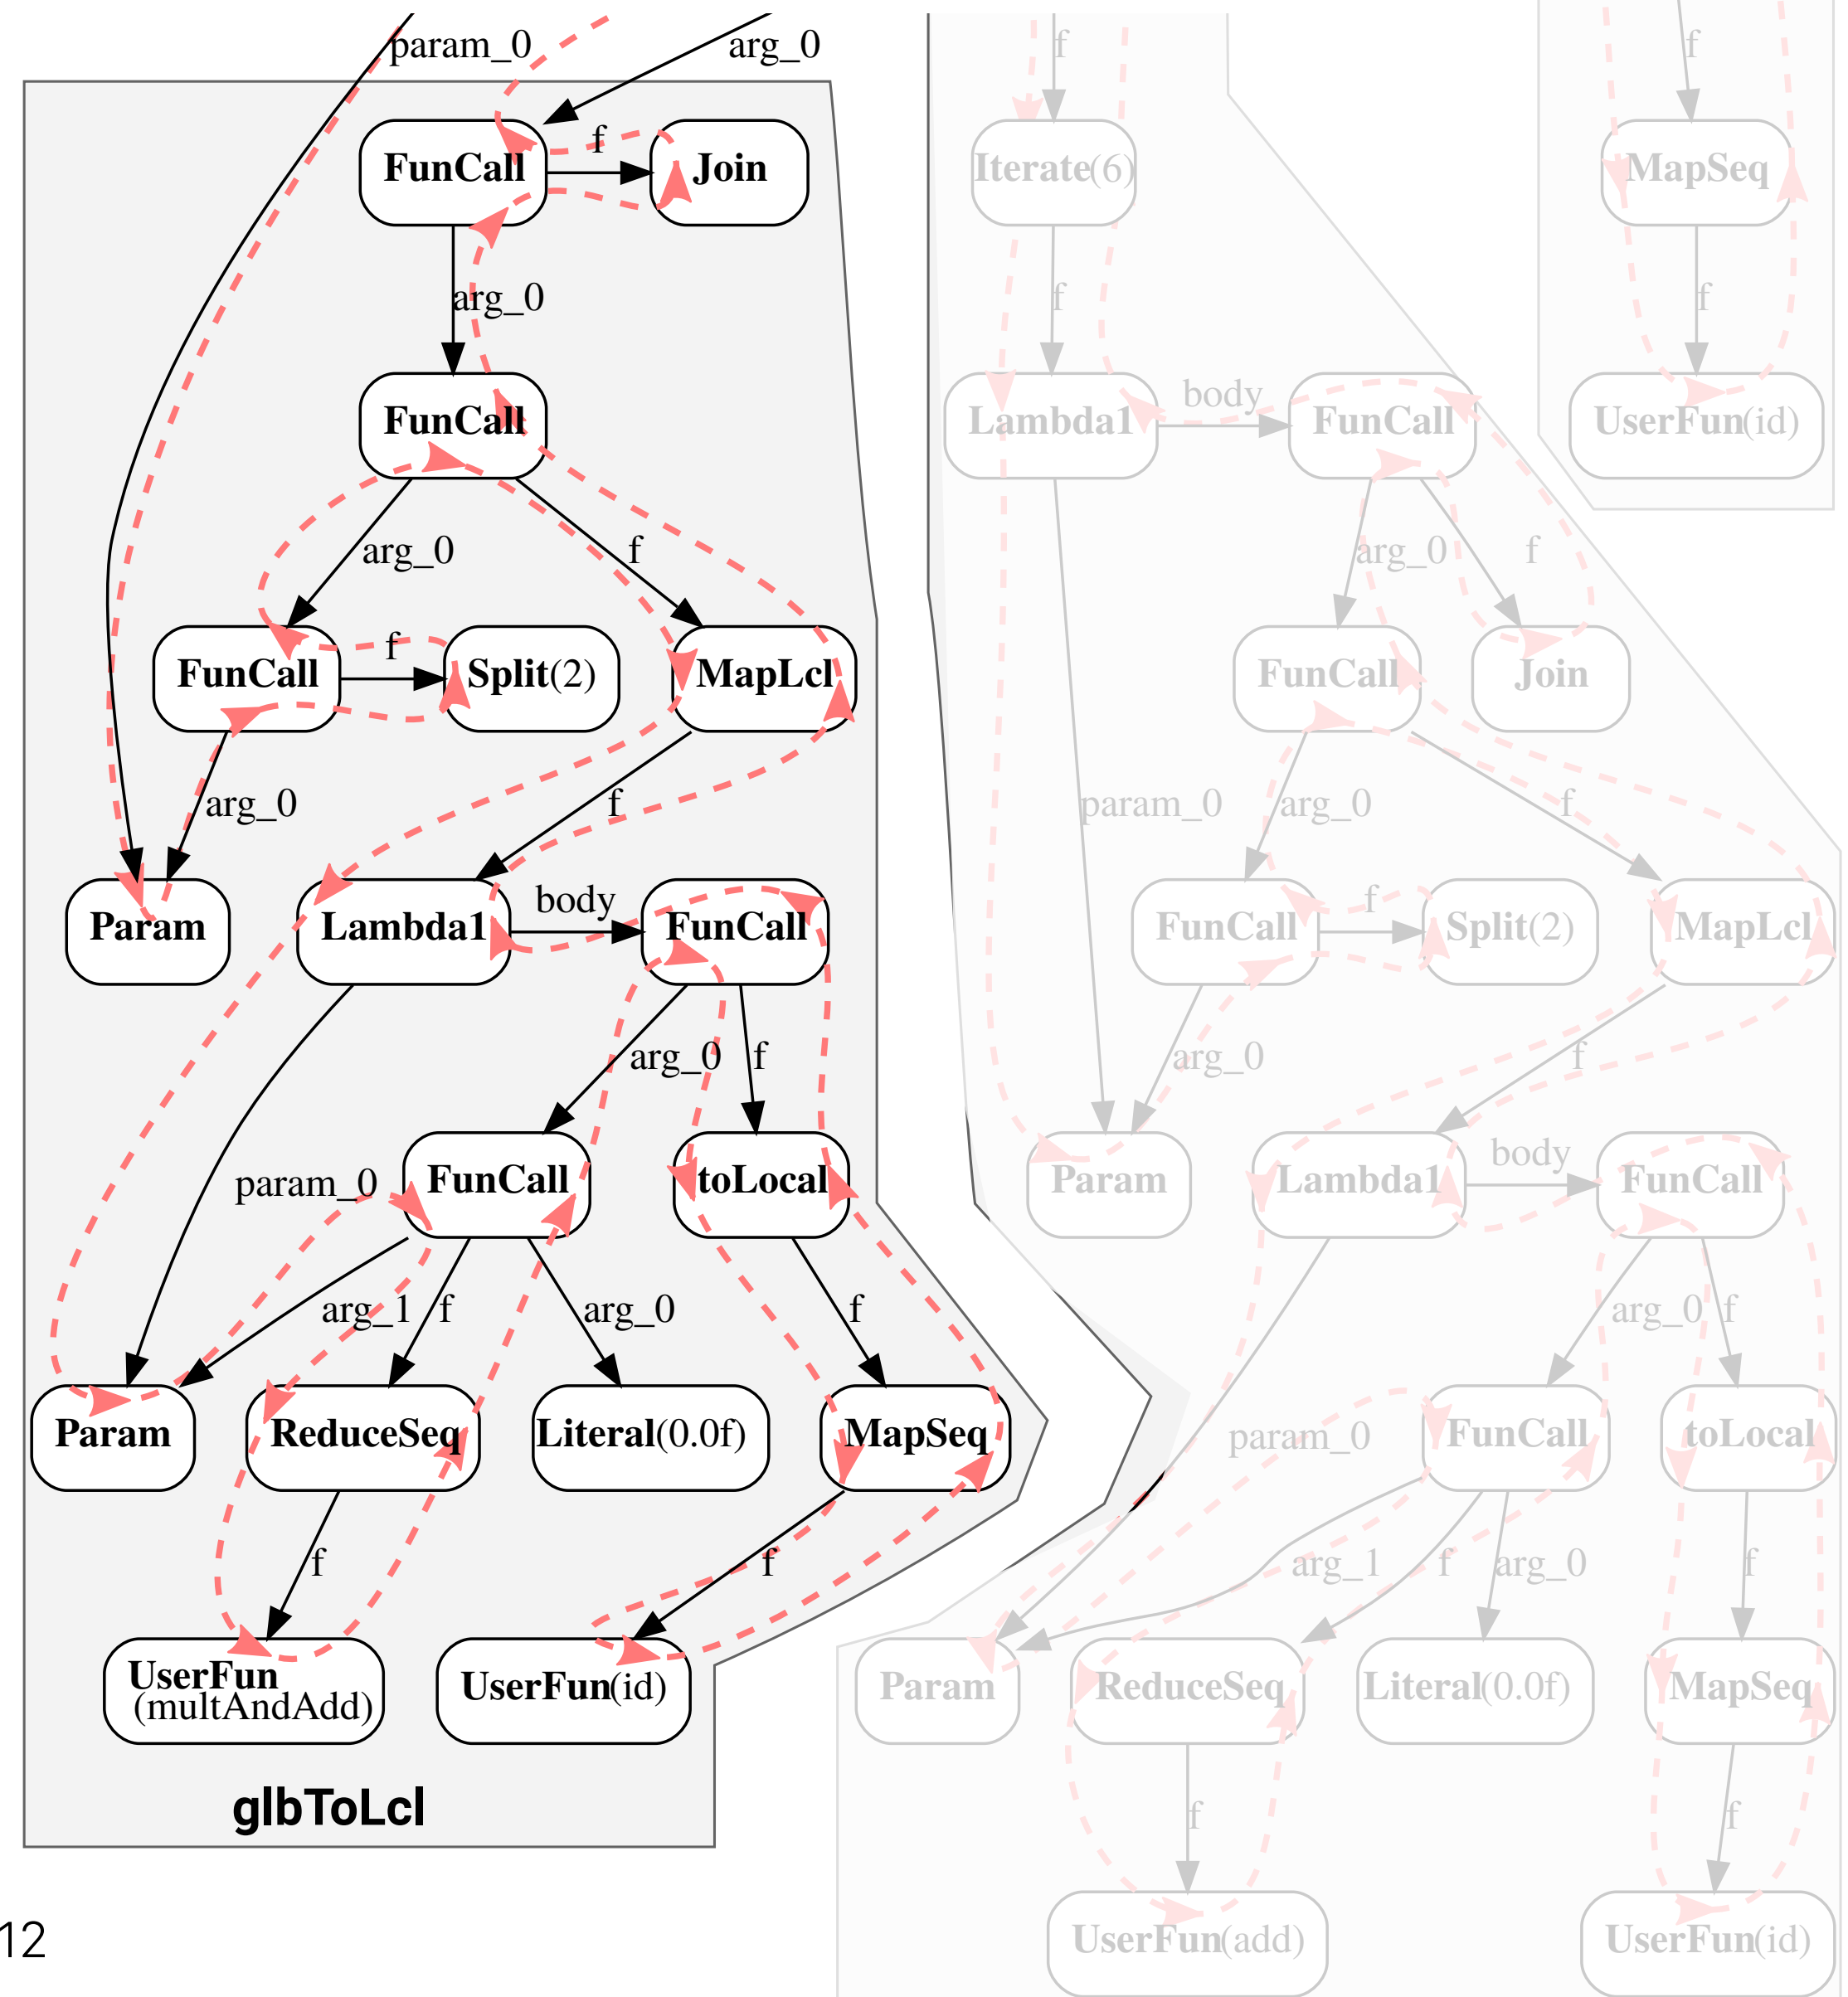 param_0
arg_0
f
f
FunCall
f
Join
Iterate(6)
MapSeq
arg_0
f
f
FunCall
Lambda1
body
FunCall
UserFun(id)
arg_0
f
arg_0
f
FunCall
f
Split(2)
MapLcl
FunCall
Join
arg_0
f
param_0
arg_0
f
Param
Lambda1
body
FunCall
FunCall
f
Split(2)
MapLcl
arg_0
f
arg_0
f
param_0
FunCall
toLocal
Param
Lambda1
body
FunCall
arg_1
f
arg_0
f
arg_0
f
Param
ReduceSeq
Literal(0.0f)
MapSeq
param_0
FunCall
toLocal
f
f
arg_1
f
arg_0
f
UserFun
(multAndAdd)
UserFun(id)
Param
ReduceSeq
Literal(0.0f)
MapSeq
glbToLcl
f
f
12
UserFun(add)
UserFun(id)